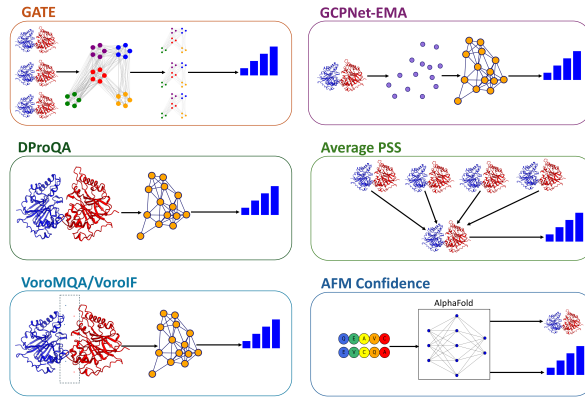 GATE
GCPNet-EMA
DProQA
Average PSS
VoroMQA/VoroIF
AFM Confidence
AlphaFold